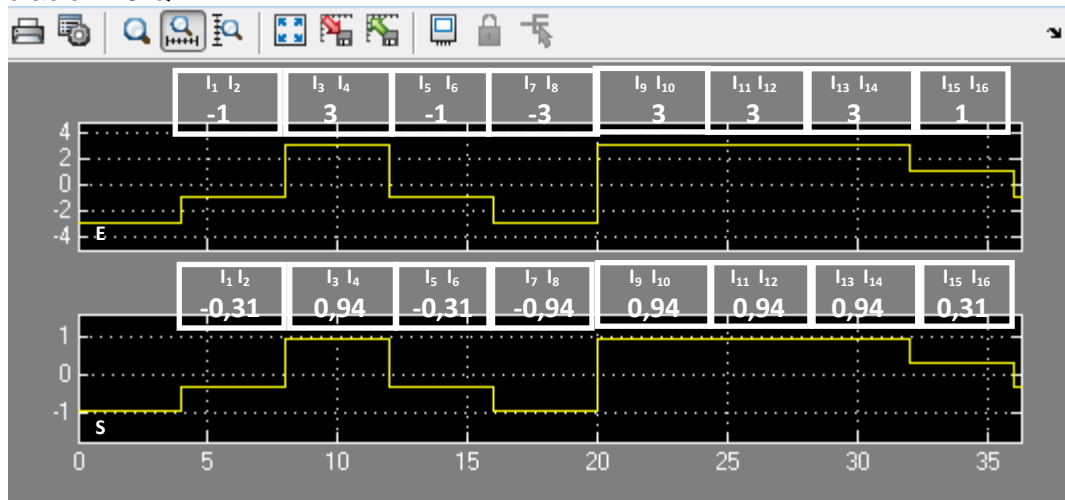 I₁ I₂ I₃ I₄ I₅ I₆ I₇ I₈ I₉ I₁₀ I₁₁ I₁₂ I₁₃ I₁₄ I₁₅ I₁₆
-1 3 -1 -3 3 3 3 1
4
2
0
-2
-4 E
I₁ I₂ I₃ I₄ I₅ I₆ I₇ I₈ I₉ I₁₀ I₁₁ I₁₂ I₁₃ I₁₄ I₁₅ I₁₆
-0,31 0,94 -0,31 -0,94 0,94 0,94 0,94 0,31
1
0
-1
S
0 5 10 15 20 25 30 35